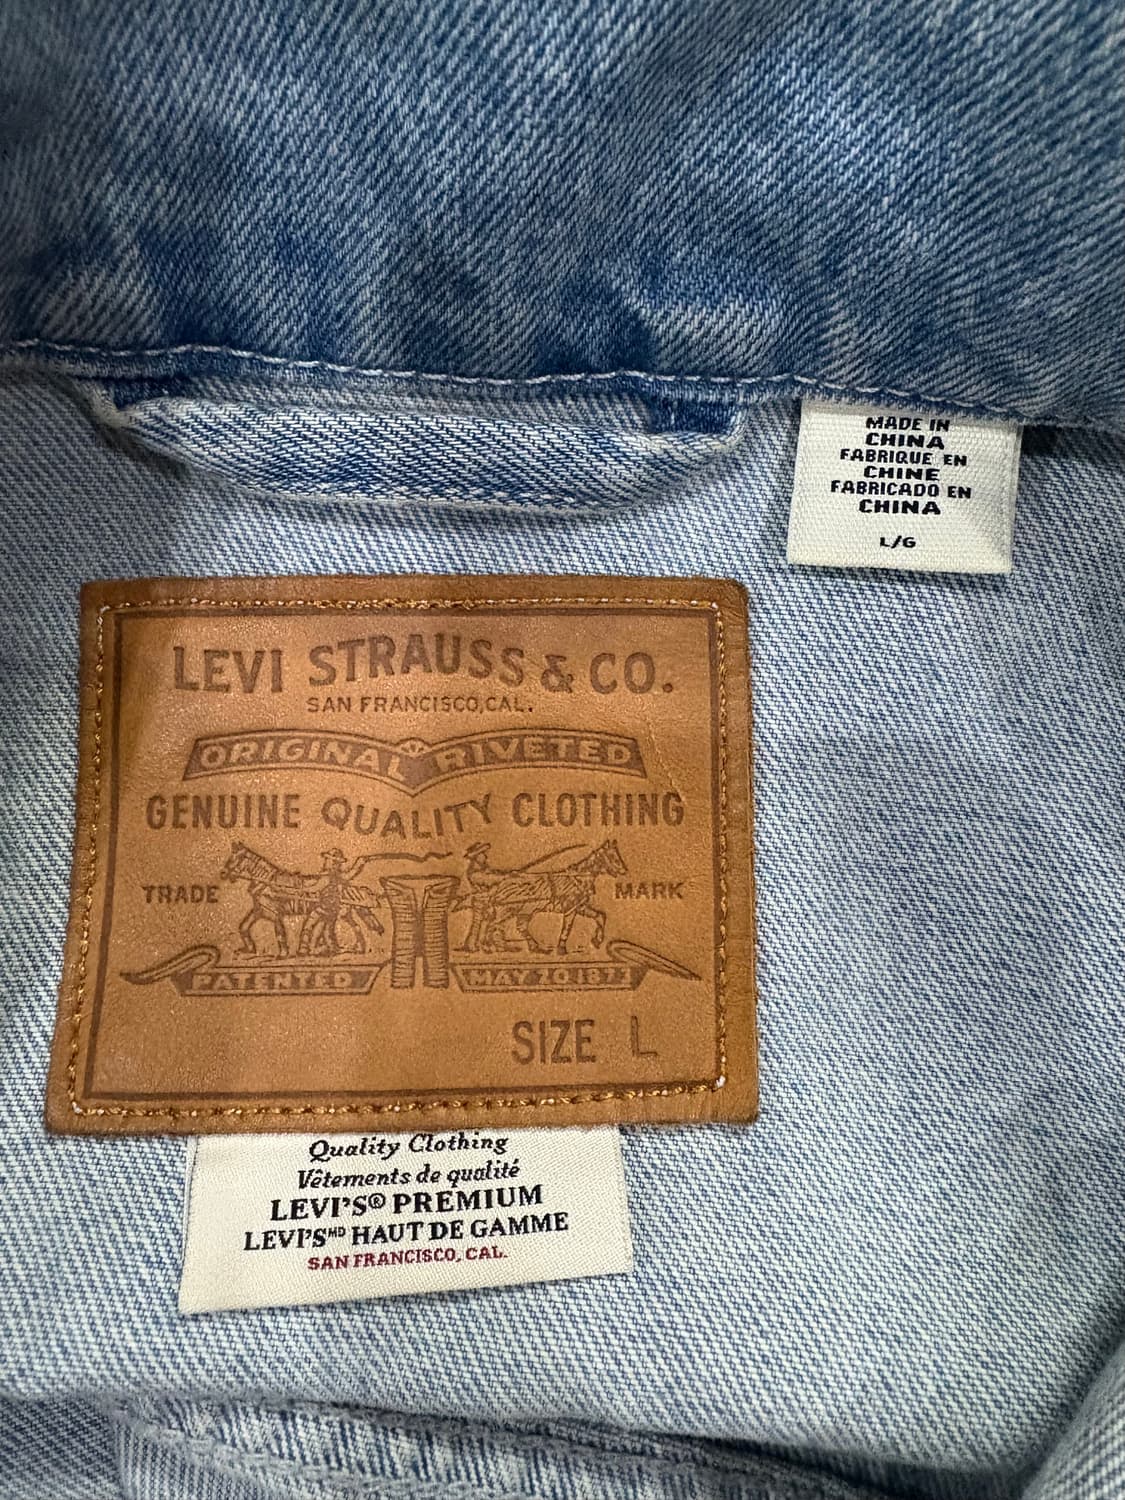 MADE IN
CHINA
FABRIQUE EN
CHINE
FABRICADO EN
CHINA
L/G
LEVI STRAUSS & CO.
SAN FRANCISCO, CAL.
ORIGINAL RIVETED
GENUINE QUALITY CLOTHING
TRADE MARK
PATENTED MAY 20 1873
SIZE L
Quality Clothing
Vêtements de qualité
LEVI'S® PREMIUM
LEVI'SᴹᴰHAUT DE GAMME
SAN FRANCISCO, CAL.